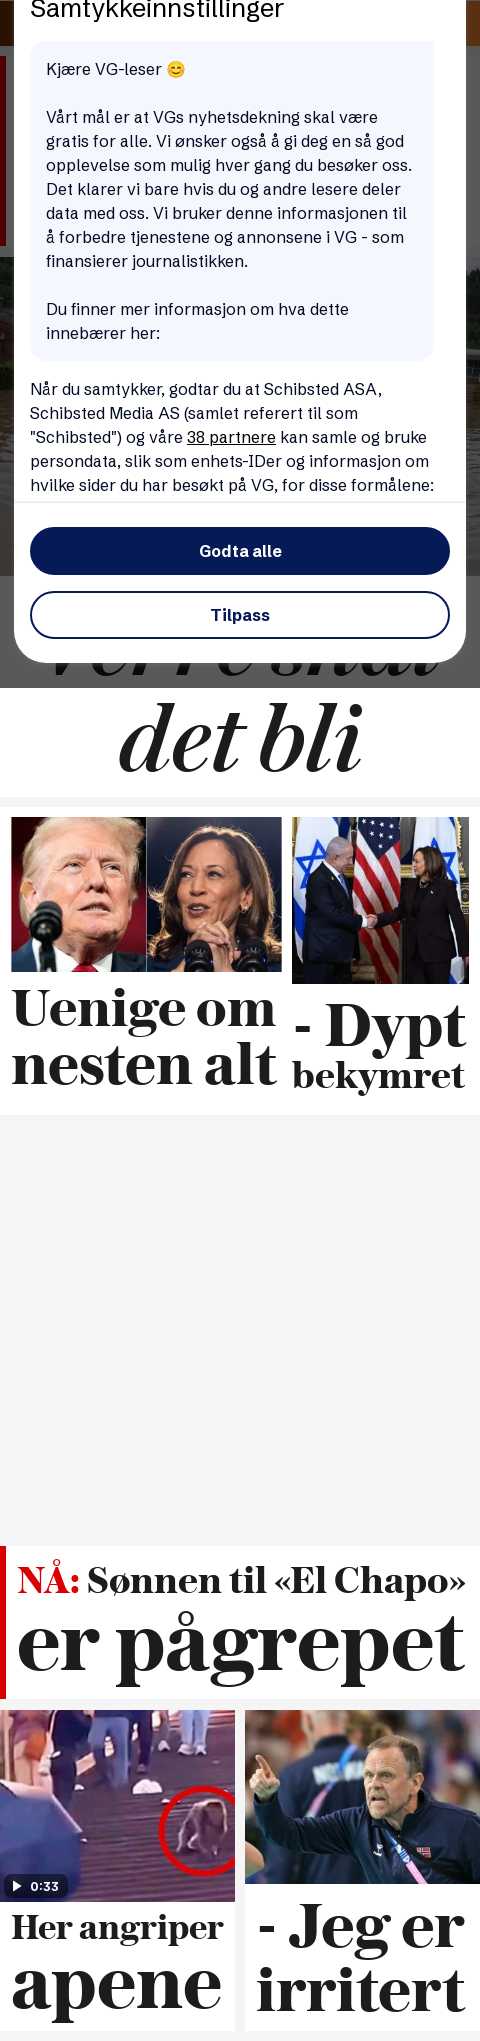 Samtykkeinnstillinger
Kjære VG-leser 😊
Vårt mål er at VGs nyhetsdekning skal være
gratis for alle. Vi ønsker også å gi deg en så god
opplevelse som mulig hver gang du besøker oss.
Det klarer vi bare hvis du og andre lesere deler
data med oss. Vi bruker denne informasjonen til
å forbedre tjenestene og annonsene i VG - som
finansierer journalistikken.
Du finner mer informasjon om hva dette
innebærer her:
Når du samtykker, godtar du at Schibsted ASA,
Schibsted Media AS (samlet referert til som
"Schibsted") og våre 38 partnere kan samle og bruke
persondata, slik som enhets-IDer og informasjon om
hvilke sider du har besøkt på VG, for disse formålene:
Godta alle
Tilpass
det bli
Uenige om
nesten alt
- Dypt
bekymret
NÅ: Sønnen til «El Chapo»
er pågrepet
0:33
Her angriper
apene
- Jeg er
irritert